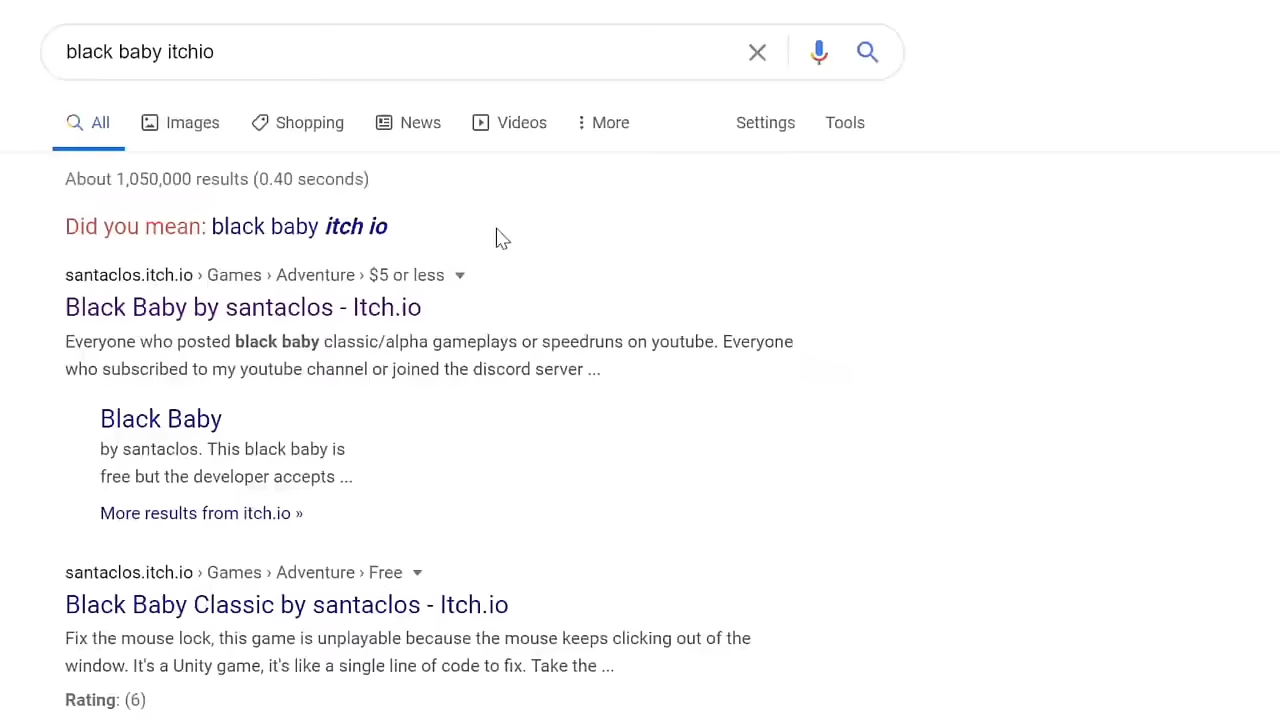 black baby itchio
All Images Shopping News Videos More Settings Tools
About 1,050,000 results (0.40 seconds)
Did you mean: black baby itch io
santaclos.itch.io › Games › Adventure › $5 or less
Black Baby by santaclos - Itch.io
Everyone who posted black baby classic/alpha gameplays or speedruns on youtube. Everyone
who subscribed to my youtube channel or joined the discord server ...
Black Baby
by santaclos. This black baby is
free but the developer accepts ...
More results from itch.io »
santaclos.itch.io › Games › Adventure › Free
Black Baby Classic by santaclos - Itch.io
Fix the mouse lock, this game is unplayable because the mouse keeps clicking out of the
window. It's a Unity game, it's like a single line of code to fix. Take the ...
Rating: (6)